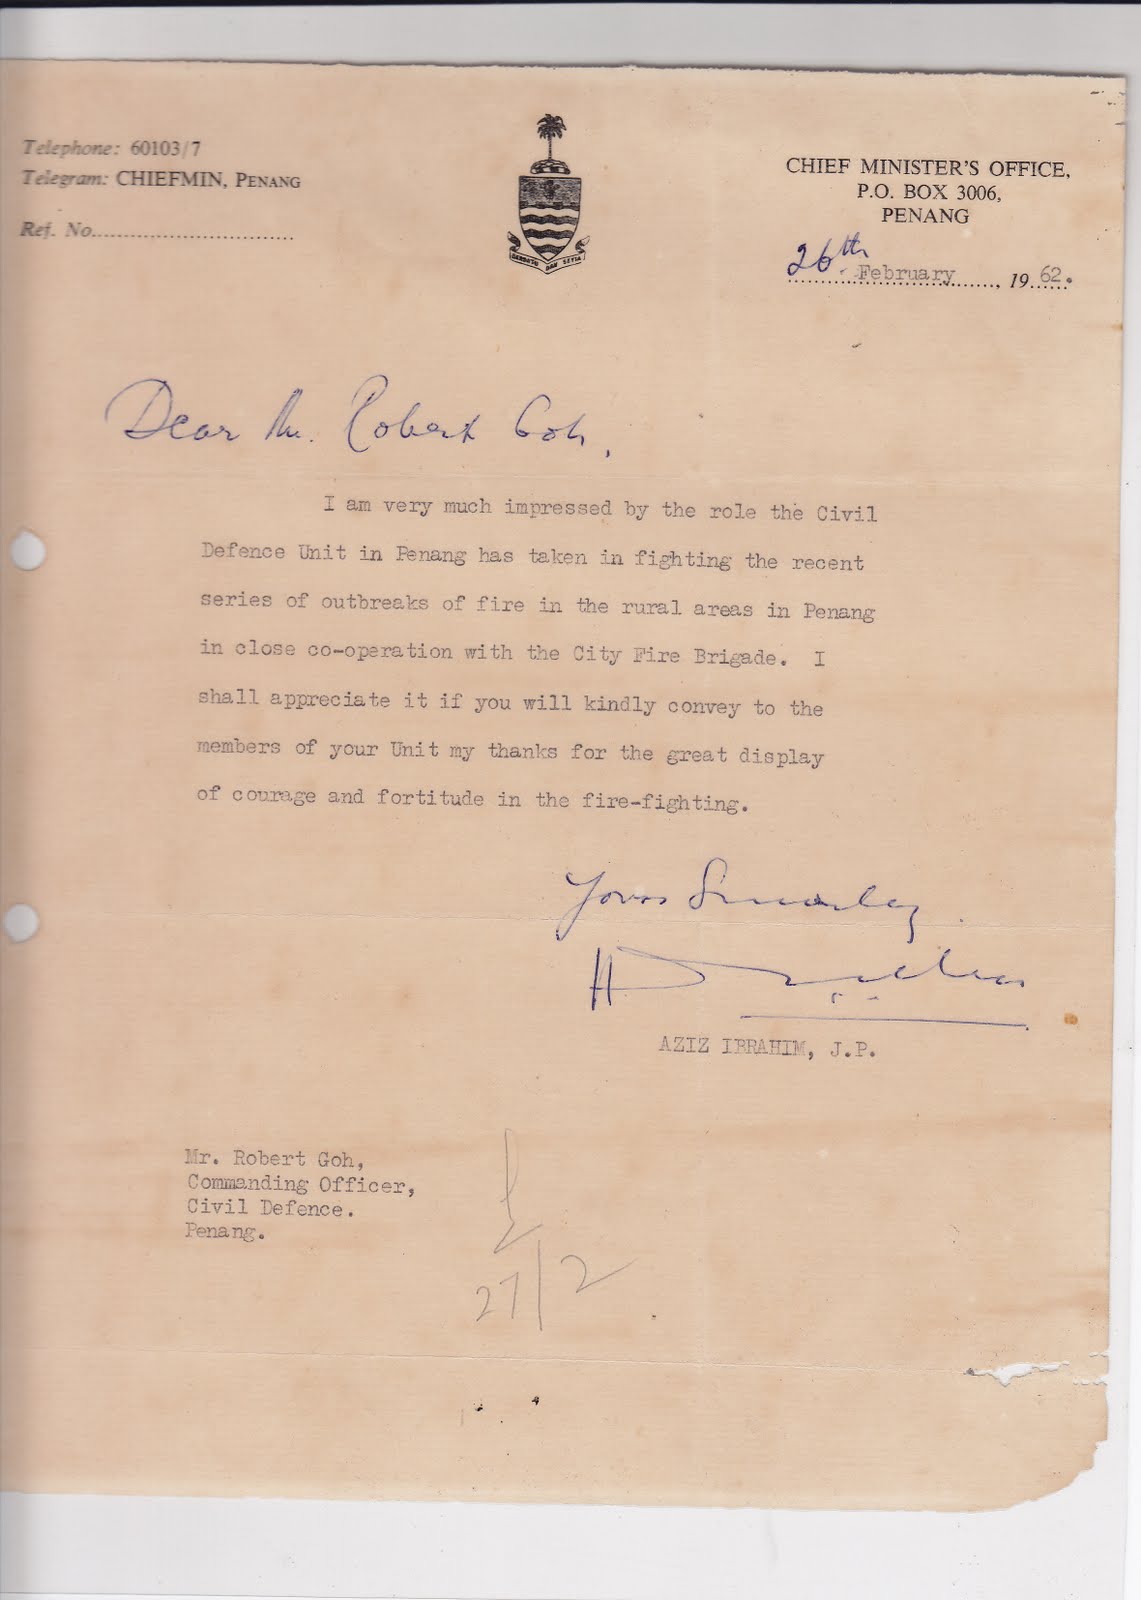 Telephone: 60103/7
Telegram: CHIEFMIN, PENANG
Ref. No..............................
BERSATU DAN SETIA
CHIEF MINISTER'S OFFICE,
P.O. BOX 3006,
PENANG
26th February, 1962.
Dear Mr. Robert Goh,
I am very much impressed by the role the Civil
Defence Unit in Penang has taken in fighting the recent
series of outbreaks of fire in the rural areas in Penang
in close co-operation with the City Fire Brigade. I
shall appreciate it if you will kindly convey to the
members of your Unit my thanks for the great display
of courage and fortitude in the fire-fighting.
Yours Sincerely
AZIZ IBRAHIM, J.P.
Mr. Robert Goh,
Commanding Officer,
Civil Defence.
Penang.
27/2